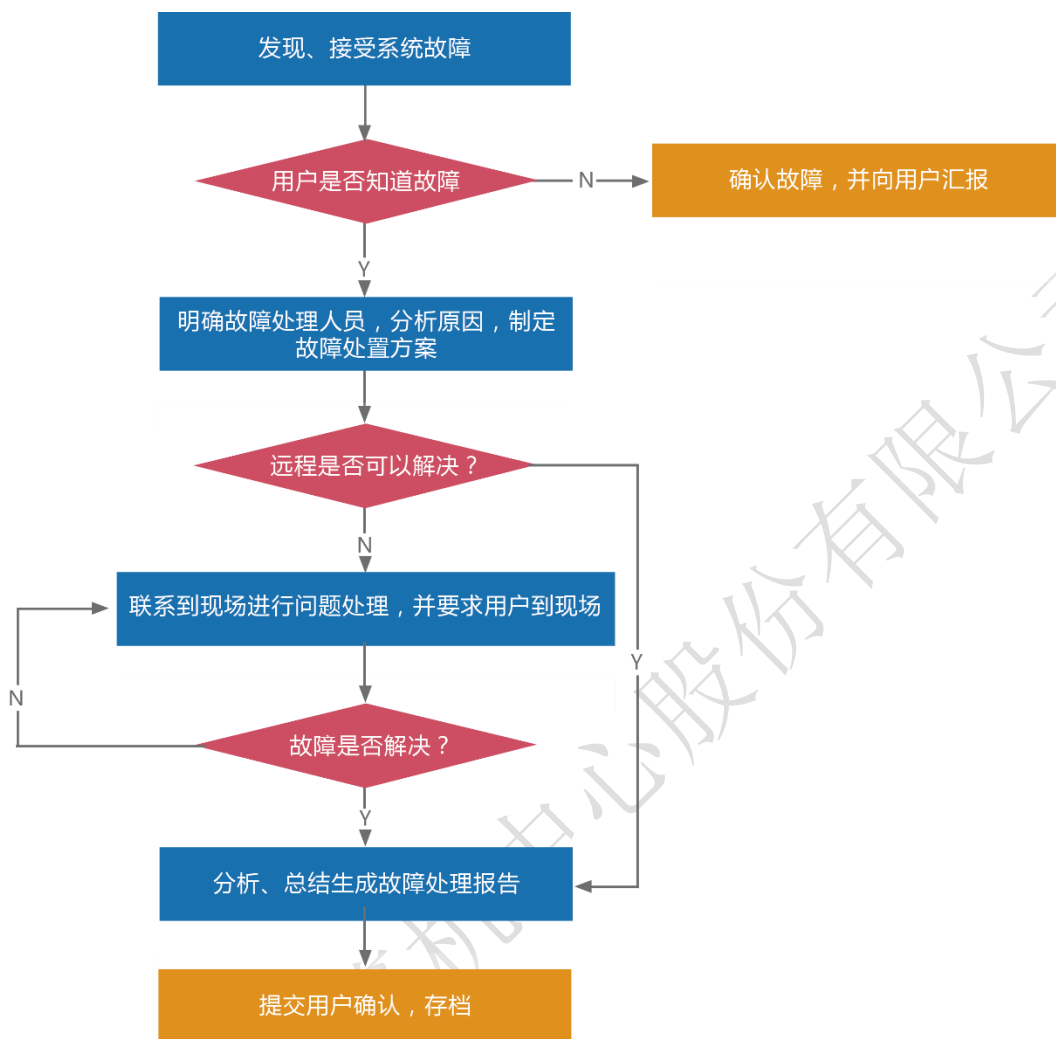 发现、接受系统故障
用户是否知道故障
N
确认故障，并向用户汇报
Y
明确故障处理人员，分析原因，制定
故障处置方案
远程是否可以解决？
N
联系到现场进行问题处理，并要求用户到现场
Y
N
故障是否解决？
Y
分析、总结生成故障处理报告
提交用户确认，存档
机中心股份有限公